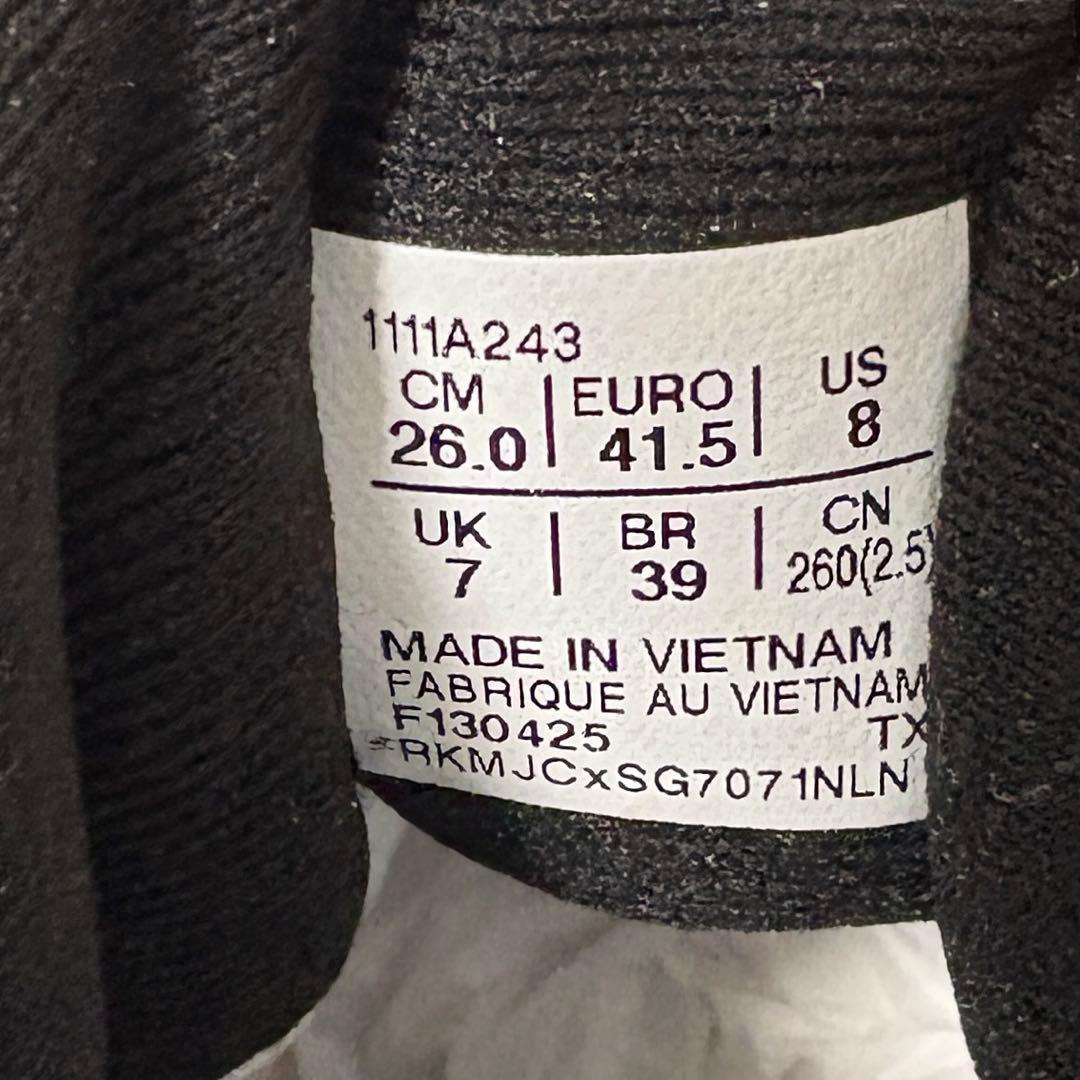 1111A243
CM | EURO | US
26.0 | 41.5 | 8
UK | BR | CN
7 | 39 | 260(2.5)
MADE IN VIETNAM
FABRIQUE AU VIETNAM
F130425 TX
RKMJCxSG7071NLN